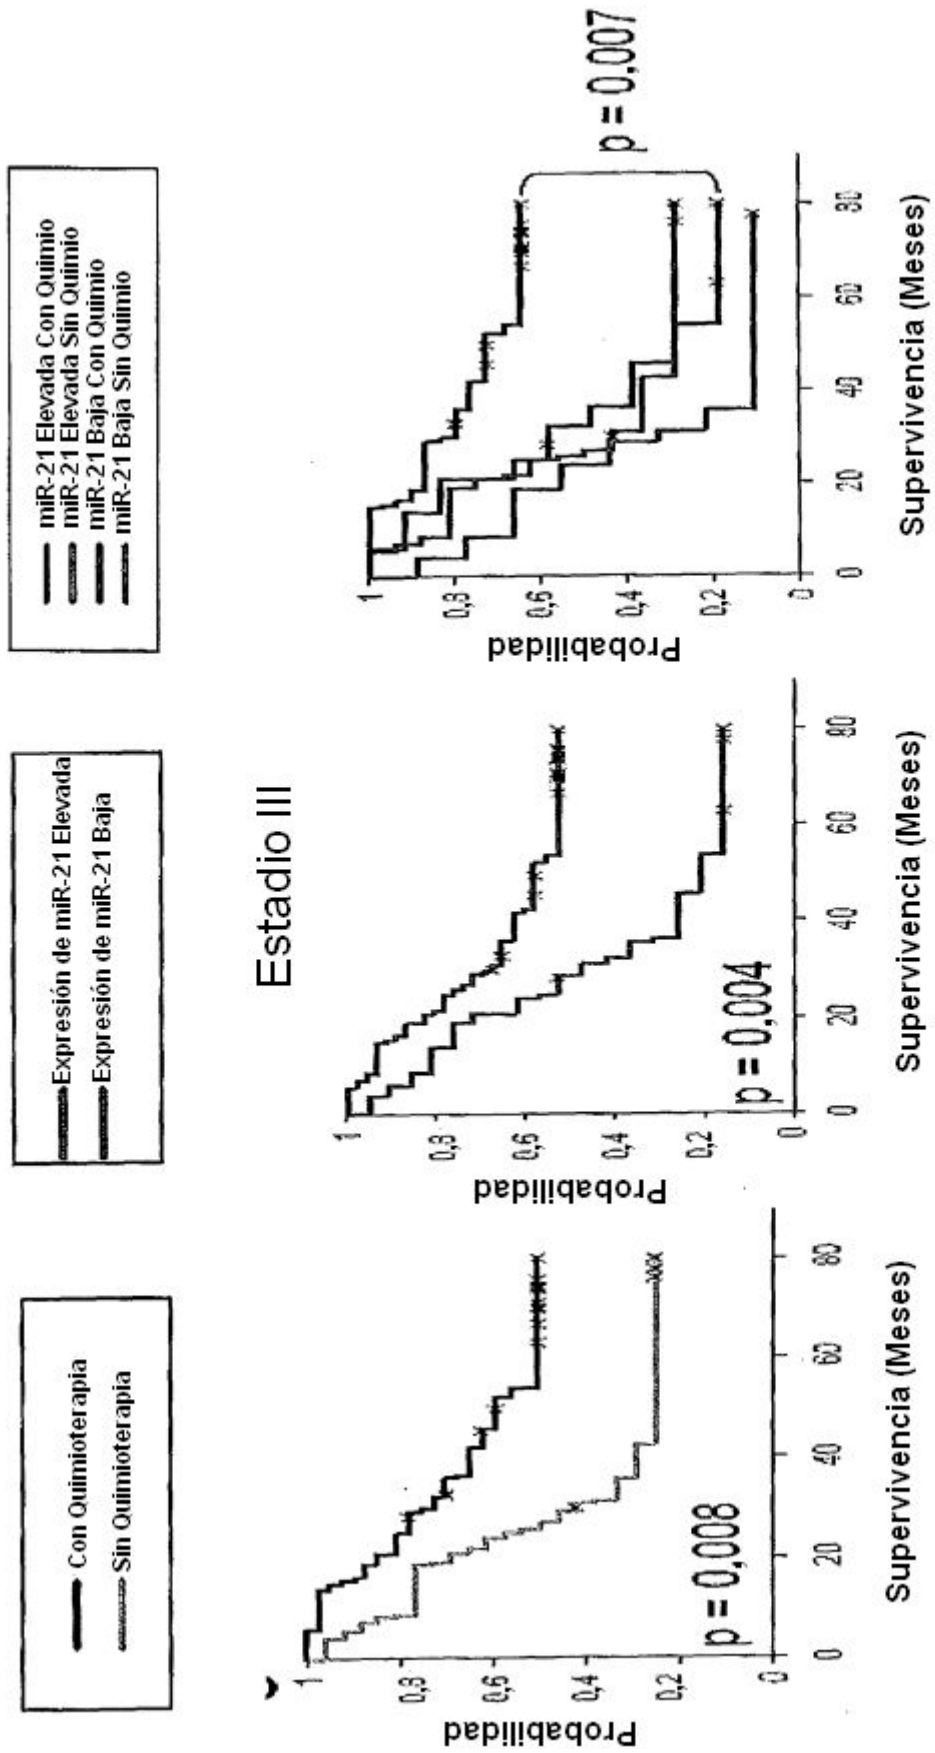 Con Quimioterapia
Sin Quimioterapia
Probabilidad
1
0,8
0,6
0,4
0,2
0
p = 0,008
0
20
40
60
80
Supervivencia (Meses)
Expresión de miR-21 Elevada
Expresión de miR-21 Baja
Estadio III
Probabilidad
1
0,8
0,6
0,4
0,2
0
p = 0,004
0
20
40
60
80
Supervivencia (Meses)
miR-21 Elevada Con Quimio
miR-21 Elevada Sin Quimio
miR-21 Baja Con Quimio
miR-21 Baja Sin Quimio
Probabilidad
1
0,8
0,6
0,4
0,2
0
p = 0,007
0
20
40
60
80
Supervivencia (Meses)